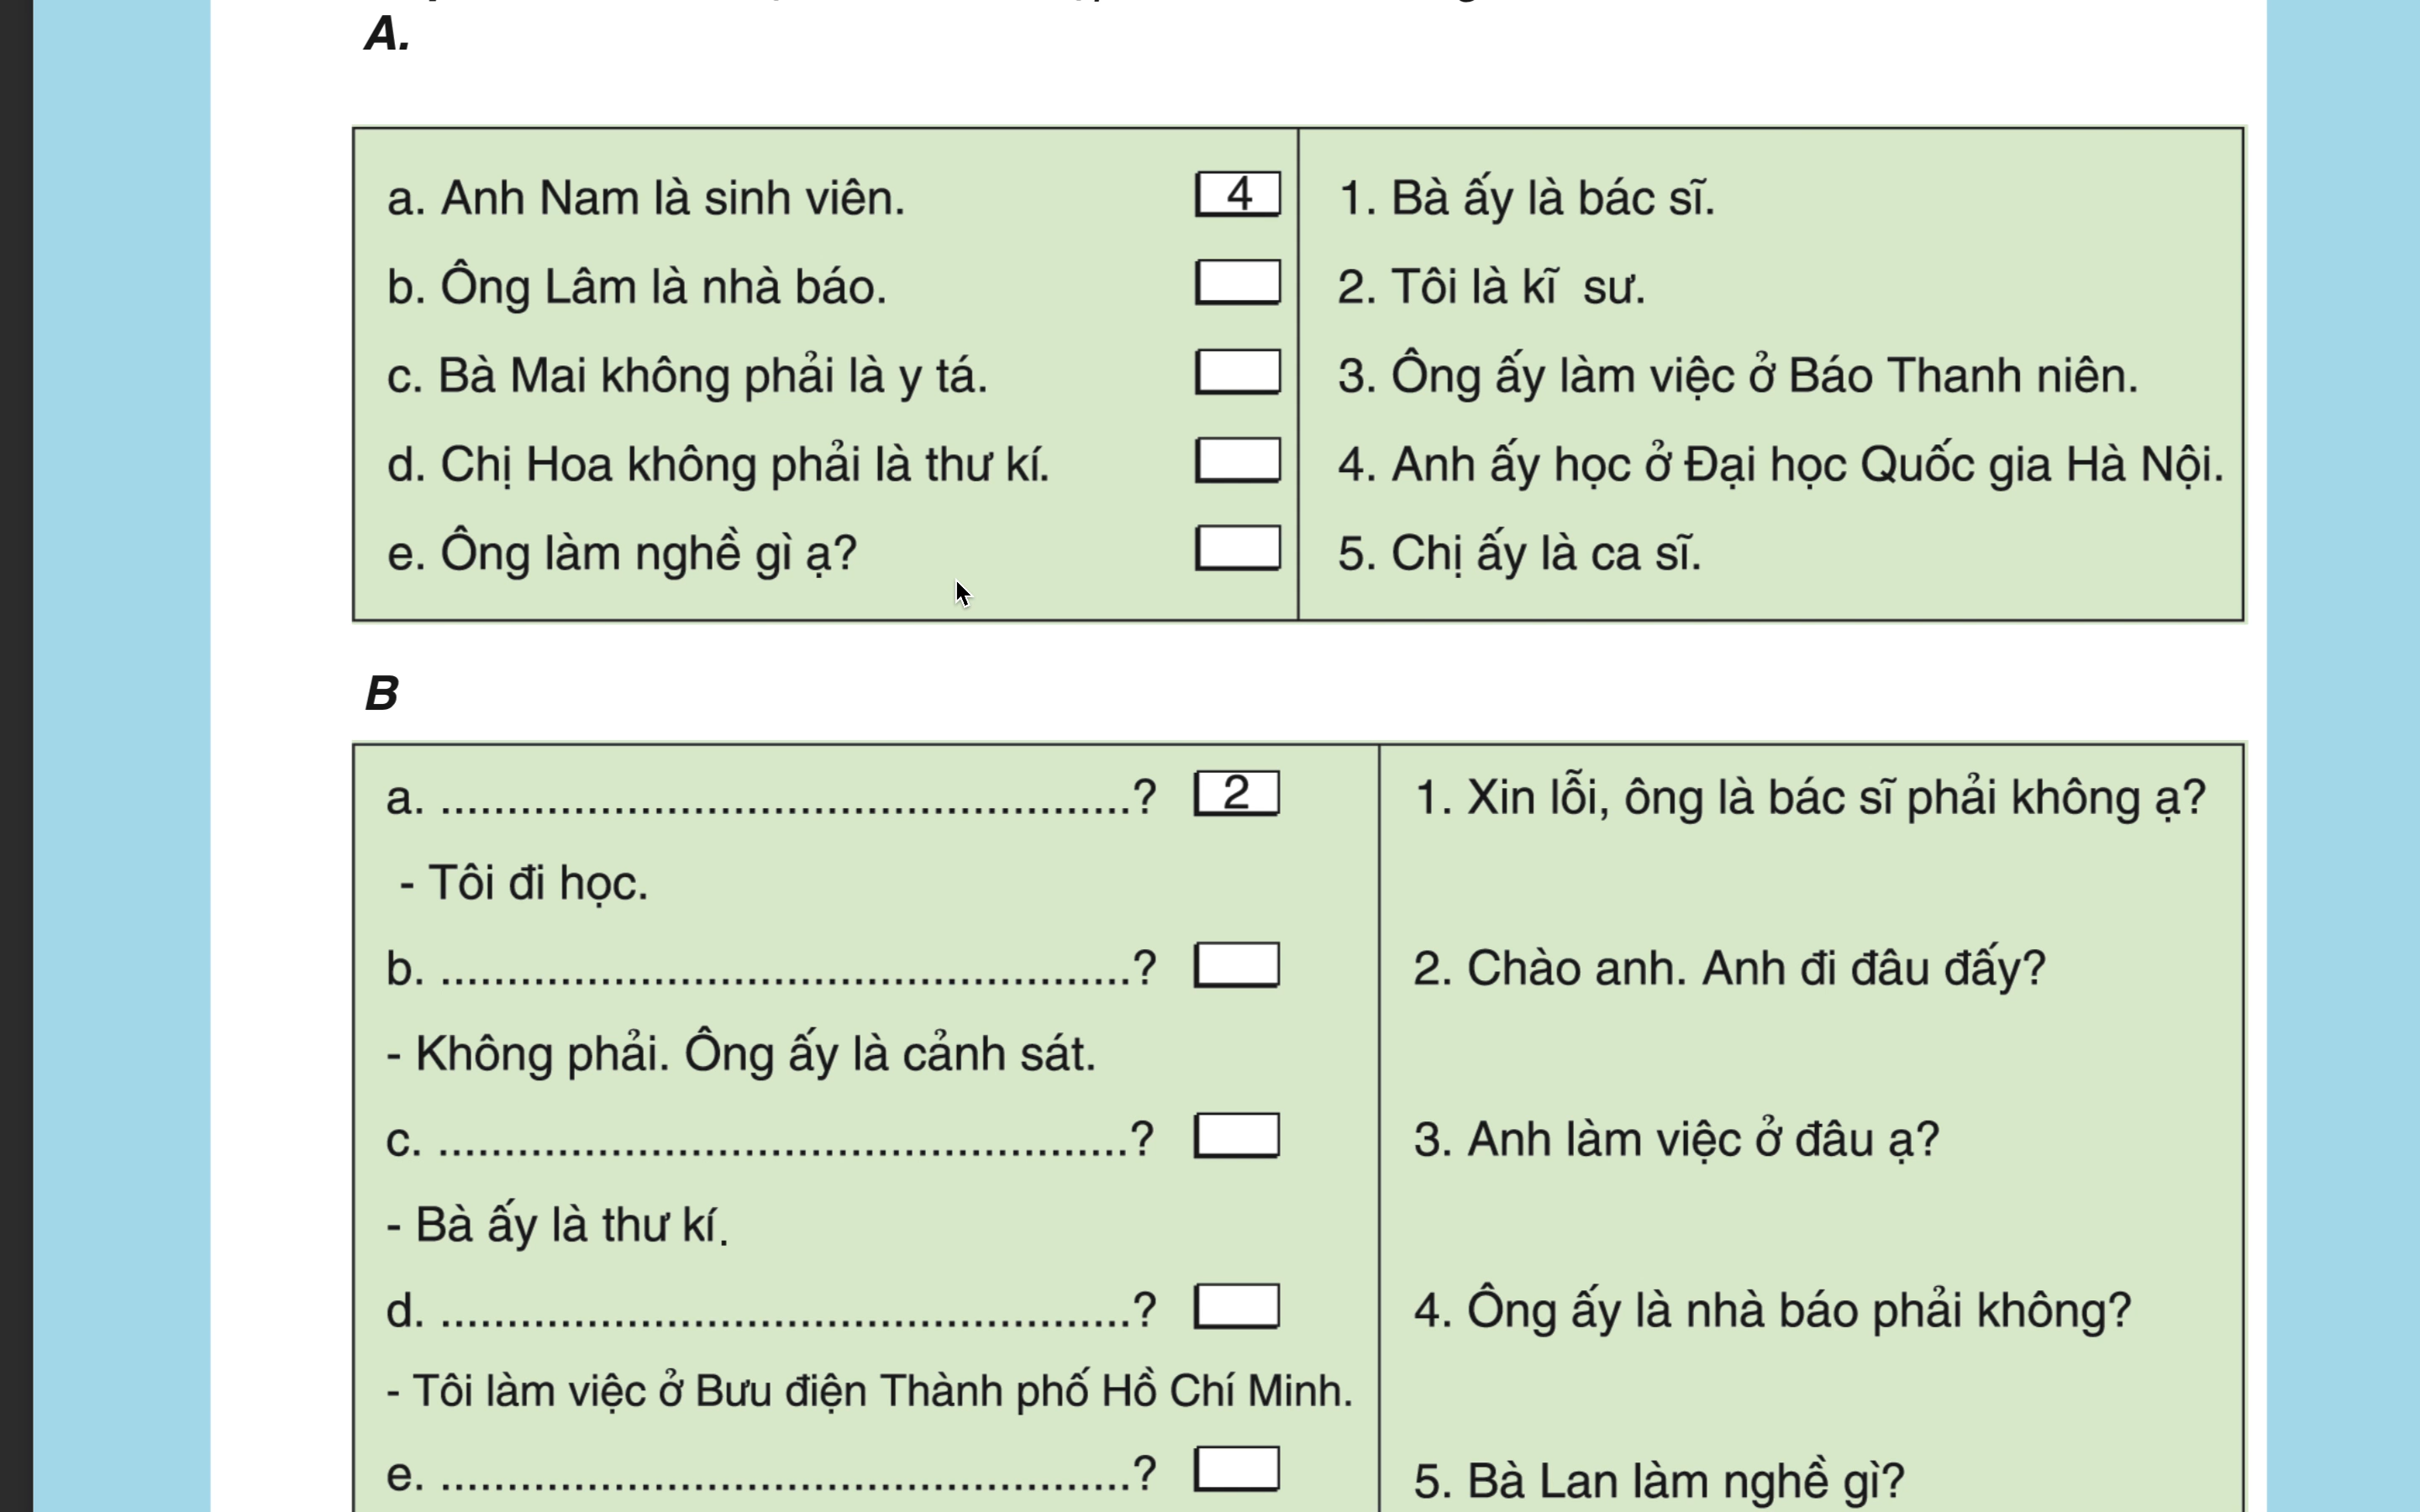 A.
a. Anh Nam là sinh viên.
4
b. Ông Lâm là nhà báo.
c. Bà Mai không phải là y tá.
d. Chị Hoa không phải là thư kí.
e. Ông làm nghề gì ạ?
1. Bà ấy là bác sĩ.
2. Tôi là kĩ sư.
3. Ông ấy làm việc ở Báo Thanh niên.
4. Anh ấy học ở Đại học Quốc gia Hà Nội.
5. Chị ấy là ca sĩ.
B
a. ....................................................?
2
- Tôi đi học.
b. ....................................................?
- Không phải. Ông ấy là cảnh sát.
c. ....................................................?
- Bà ấy là thư kí.
d. ....................................................?
- Tôi làm việc ở Bưu điện Thành phố Hồ Chí Minh.
e. ....................................................?
1. Xin lỗi, ông là bác sĩ phải không ạ?
2. Chào anh. Anh đi đâu đấy?
3. Anh làm việc ở đâu ạ?
4. Ông ấy là nhà báo phải không?
5. Bà Lan làm nghề gì?